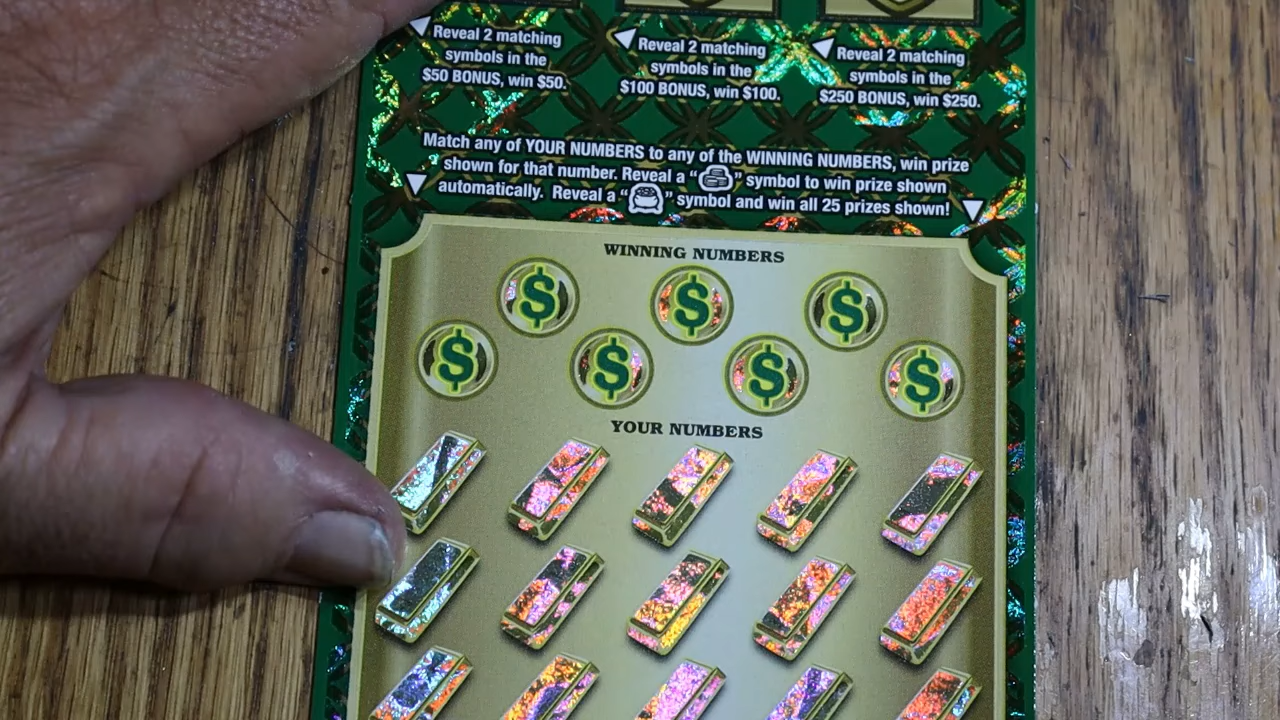 Reveal 2 matching
symbols in the
$50 BONUS, win $50.
Reveal 2 matching
symbols in the
$100 BONUS, win $100.
Reveal 2 matching
symbols in the
$250 BONUS, win $250.
Match any of YOUR NUMBERS to any of the WINNING NUMBERS, win prize
shown for that number. Reveal a " " symbol to win prize shown
automatically. Reveal a " " symbol and win all 25 prizes shown!
WINNING NUMBERS
$ $ $
$ $ $ $
YOUR NUMBERS